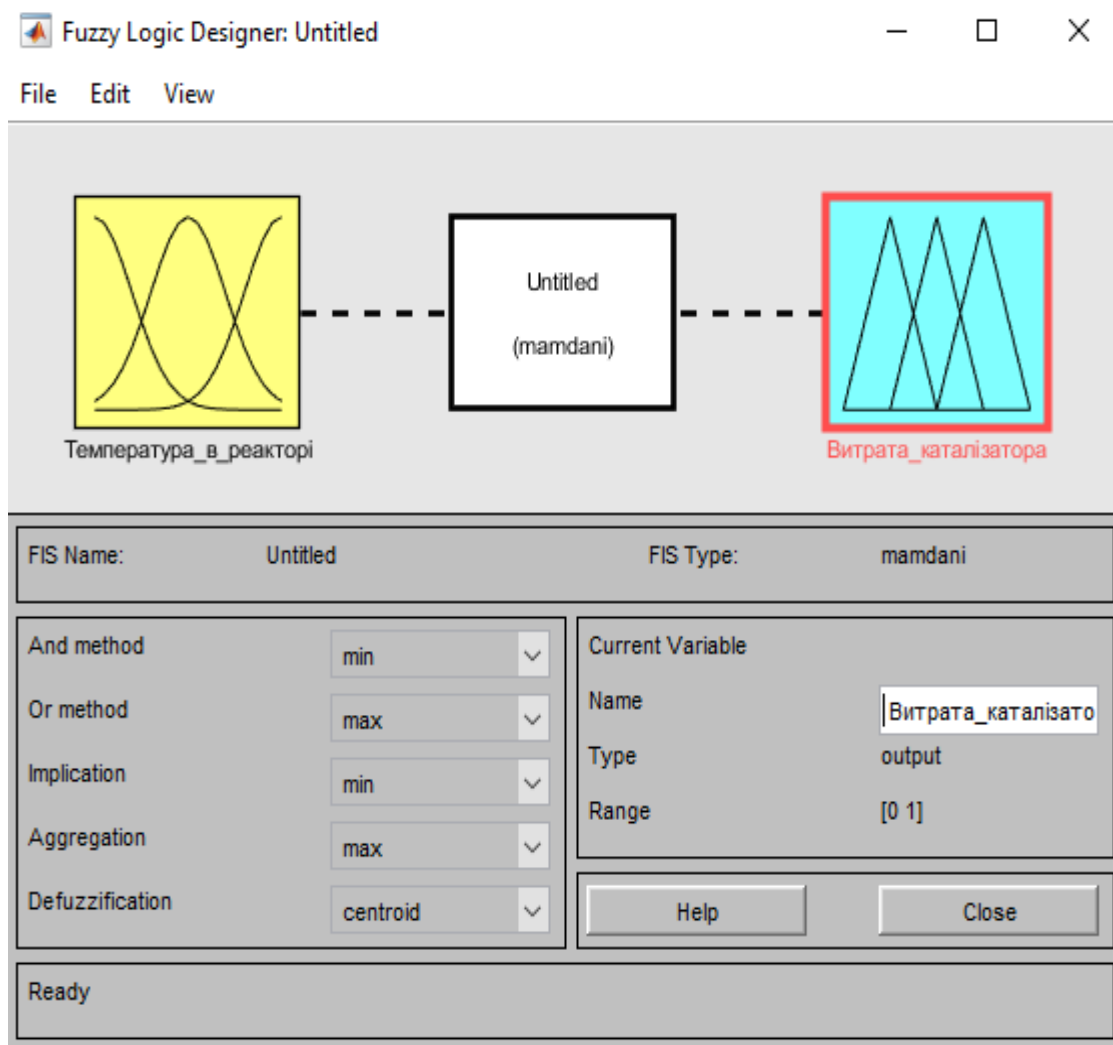 Fuzzy Logic Designer: Untitled
File Edit View
Untitled
(mamdani)
Температура_в_реакторі
Витрата_каталізатора
FIS Name: Untitled FIS Type: mamdani
And method min
Or method max
Implication min
Aggregation max
Defuzzification centroid
Current Variable
Name Витрата_каталізато
Type output
Range [0 1]
Help Close
Ready